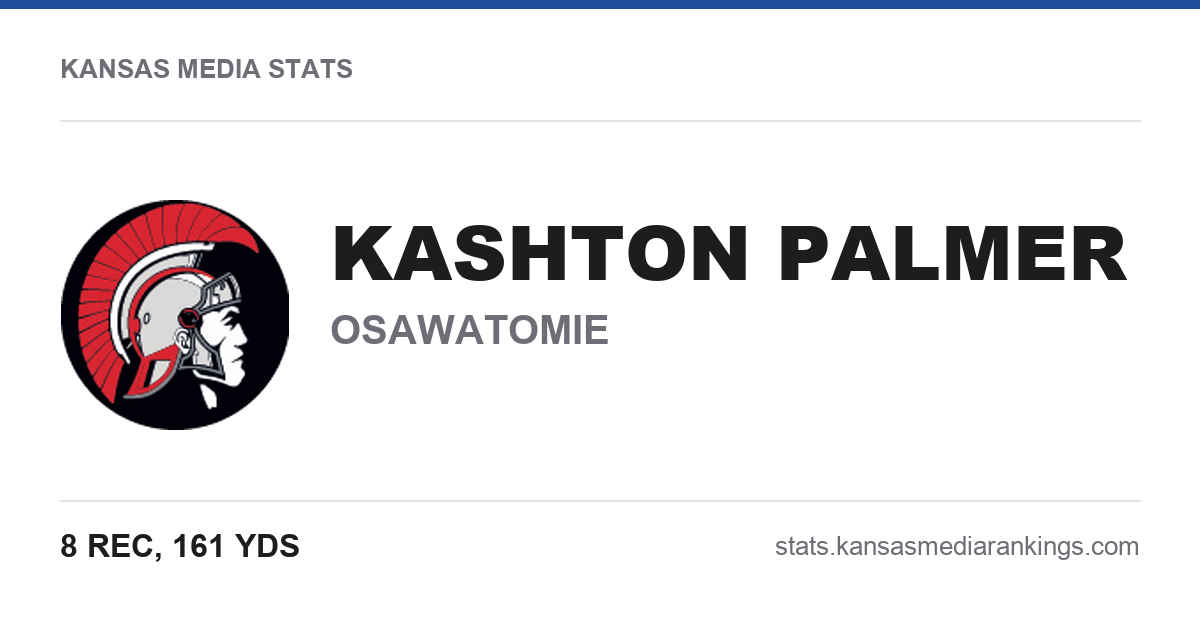 KANSAS MEDIA STATS
KASHTON PALMER
OSAWATOMIE
8 REC, 161 YDS
stats.kansasmediarankings.com